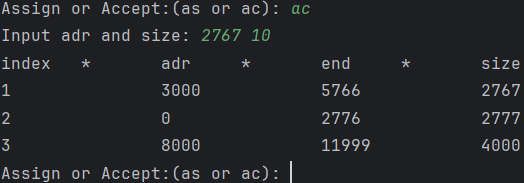 Assign or Accept:(as or ac): ac
Input adr and size: 2767 10
index * adr * end * size
1 3000 5766 2767
2 0 2776 2777
3 8000 11999 4000
Assign or Accept:(as or ac):